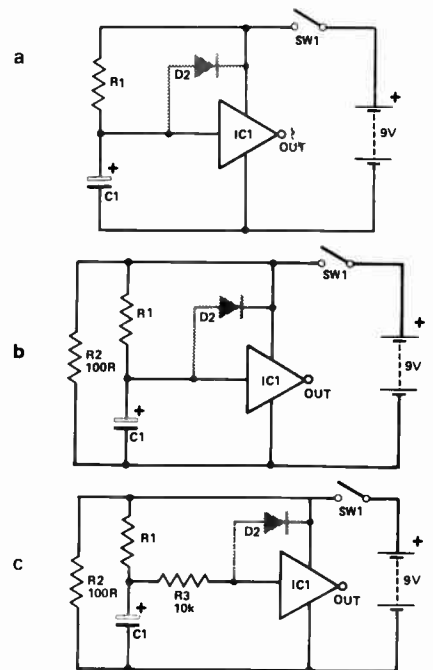 a
SW1
R1
D2
+
IC1
OUT
9V
+
C1
b
SW1
R1
D2
+
R2
100R
IC1
OUT
9V
+
C1
c
SW1
R1
D2
+
R2
100R
R3
10k
IC1
OUT
9V
+
C1